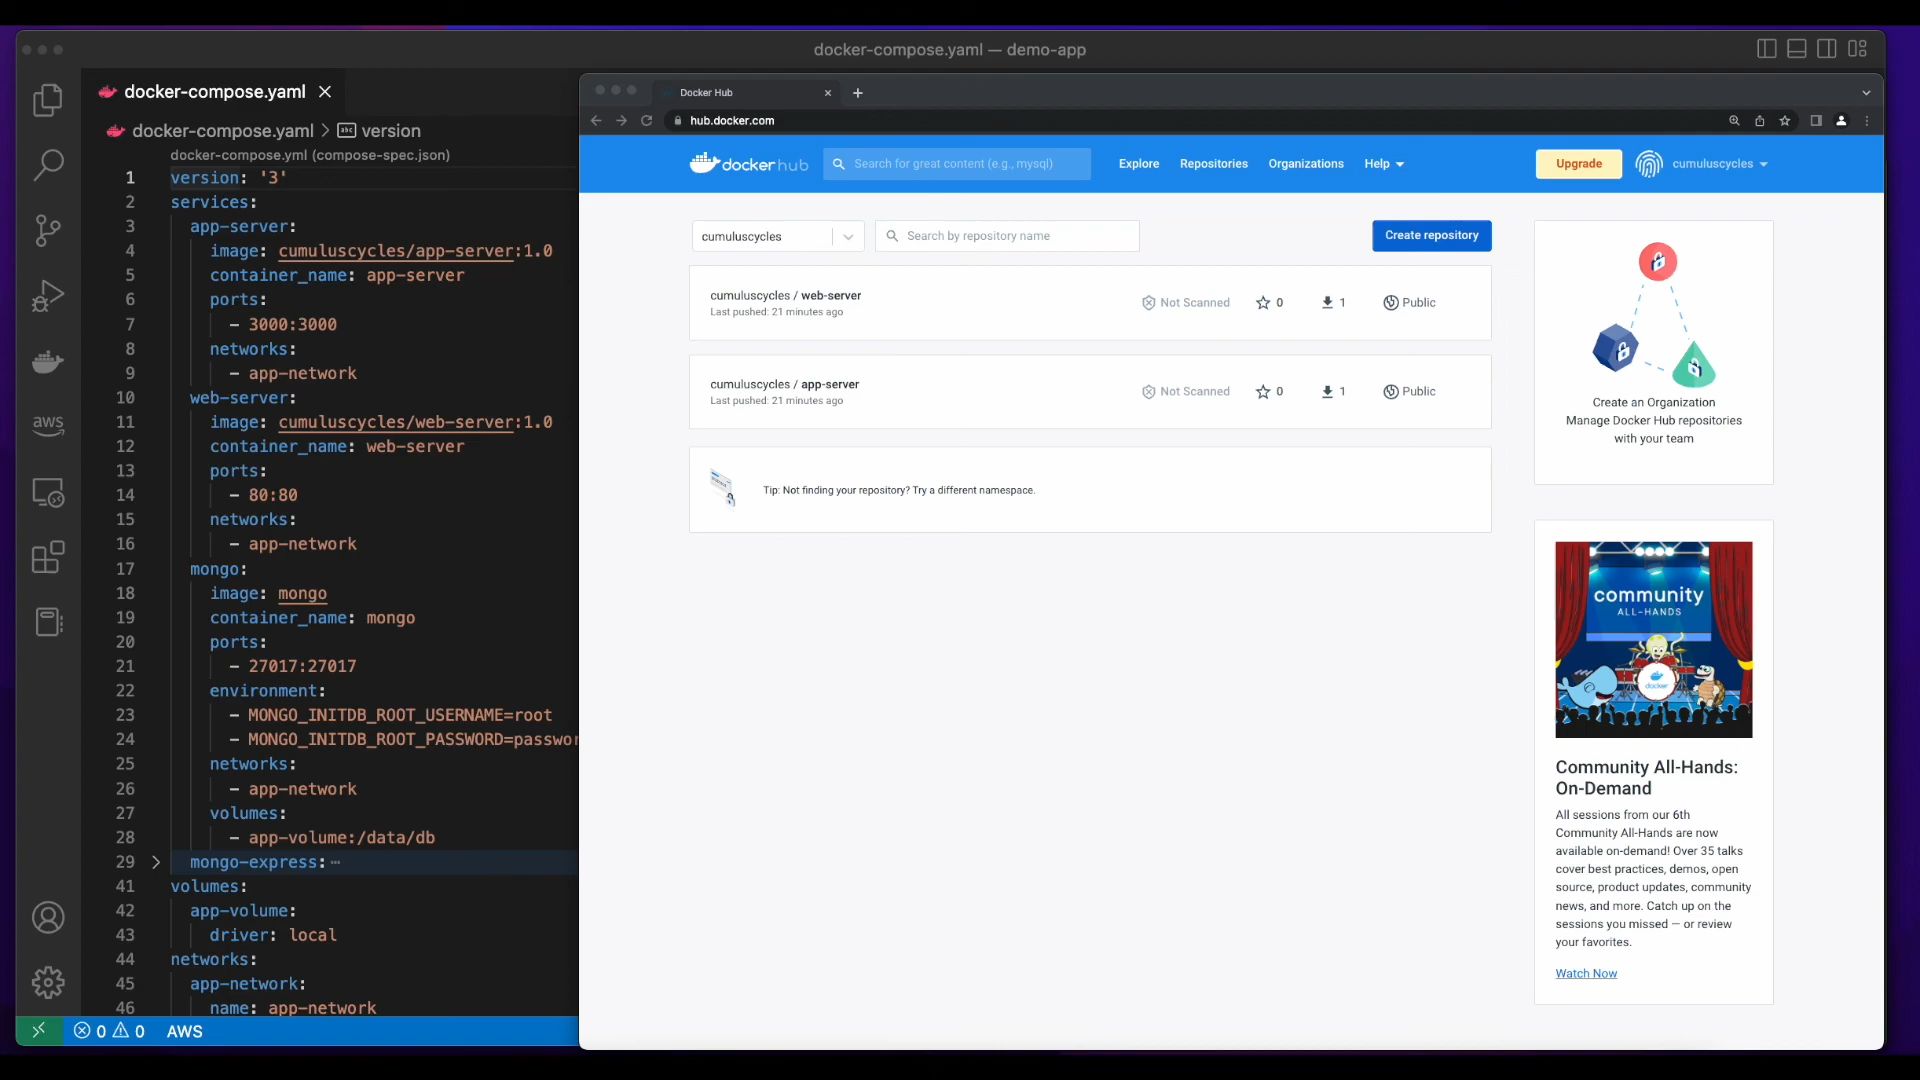 docker-compose.yaml — demo-app
docker-compose.yaml
docker-compose.yaml > version
docker-compose.yml (compose-spec.json)
1 version: '3'
2 services:
3 app-server:
4 image: cumuluscycles/app-server:1.0
5 container_name: app-server
6 ports:
7 - 3000:3000
8 networks:
9 - app-network
10 web-server:
11 image: cumuluscycles/web-server:1.0
12 container_name: web-server
13 ports:
14 - 80:80
15 networks:
16 - app-network
17 mongo:
18 image: mongo
19 container_name: mongo
20 ports:
21 - 27017:27017
22 environment:
23 - MONGO_INITDB_ROOT_USERNAME=root
24 - MONGO_INITDB_ROOT_PASSWORD=passwor
25 networks:
26 - app-network
27 volumes:
28 - app-volume:/data/db
29 mongo-express: ⋯
41 volumes:
42 app-volume:
43 driver: local
44 networks:
45 app-network:
46 name: app-network
aws
0 0 AWS
Docker Hub
hub.docker.com
docker hub
Search for great content (e.g., mysql)
Explore Repositories Organizations Help
Upgrade
cumuluscycles
cumuluscycles
Search by repository name
Create repository
cumuluscycles / web-server
Last pushed: 21 minutes ago
Not Scanned 0 1 Public
cumuluscycles / app-server
Last pushed: 21 minutes ago
Not Scanned 0 1 Public
Tip: Not finding your repository? Try a different namespace.
Create an Organization
Manage Docker Hub repositories
with your team
community
ALL-HANDS
docker
Community All-Hands:
On-Demand
All sessions from our 6th
Community All-Hands are now
available on-demand! Over 35 talks
cover best practices, demos, open
source, product updates, community
news, and more. Catch up on the
sessions you missed — or review
your favorites.
Watch Now